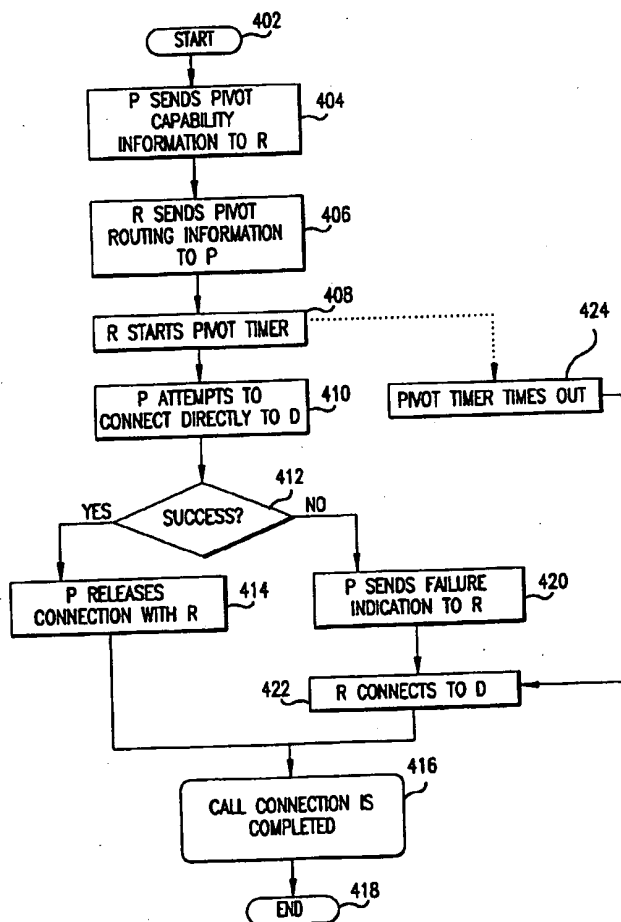 START
402
P SENDS PIVOT
CAPABILITY
INFORMATION TO R
404
R SENDS PIVOT
ROUTING INFORMATION
TO P
406
R STARTS PIVOT TIMER
408
424
P ATTEMPTS TO
CONNECT DIRECTLY TO D
410
PIVOT TIMER TIMES OUT
412
YES
SUCCESS?
NO
P RELEASES
CONNECTION WITH R
414
P SENDS FAILURE
INDICATION TO R
420
422
R CONNECTS TO D
416
CALL CONNECTION IS
COMPLETED
END
418